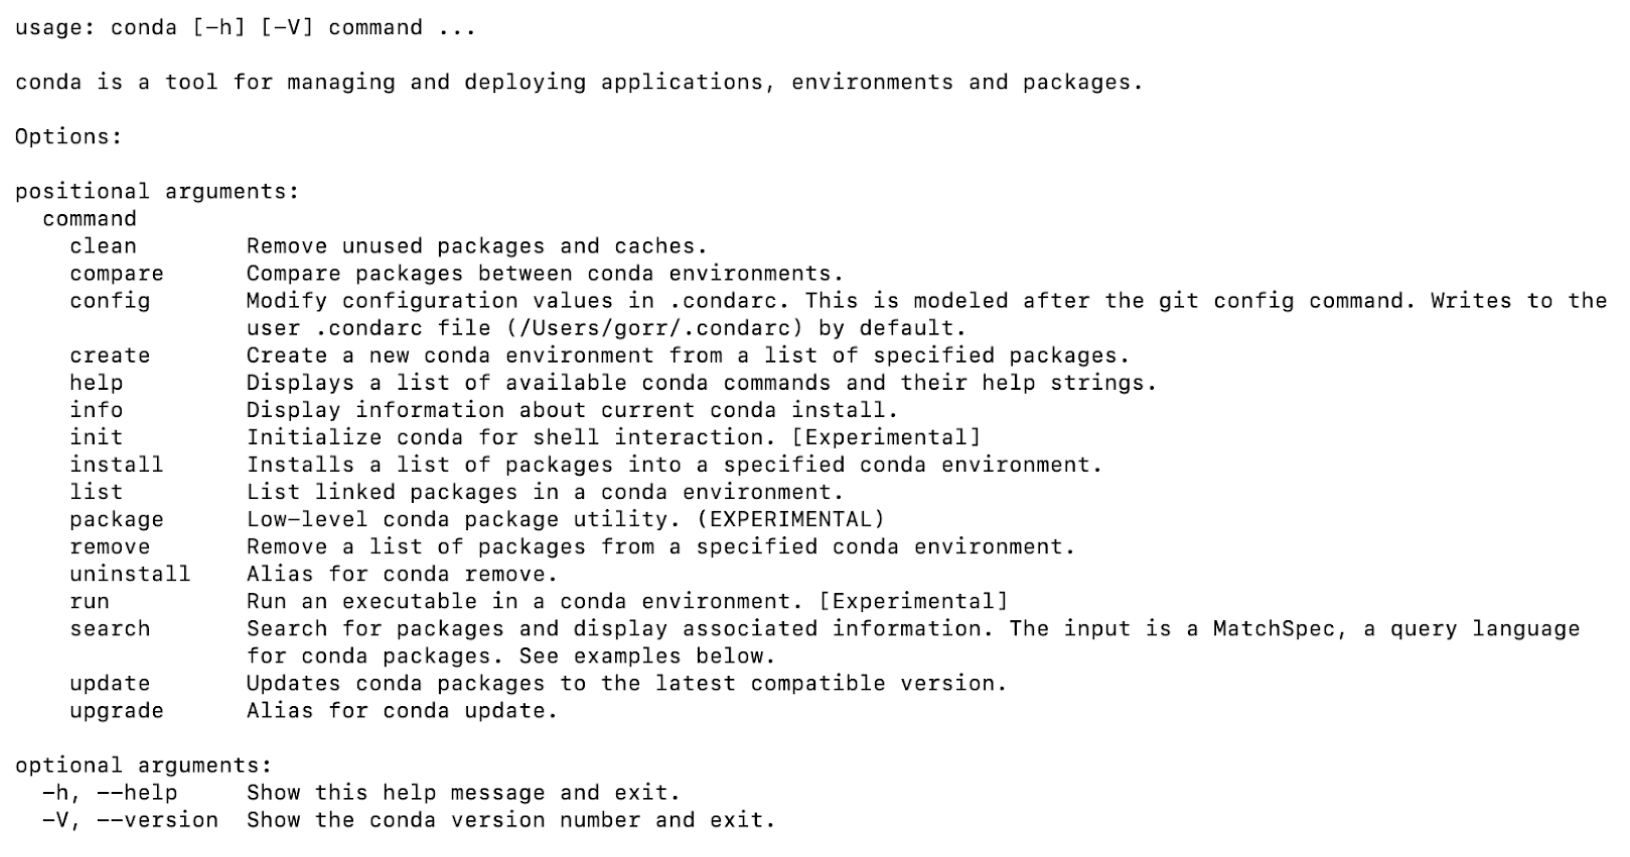 usage: conda [-h] [-V] command ...
conda is a tool for managing and deploying applications, environments and packages.
Options:
positional arguments:
command
clean Remove unused packages and caches.
compare Compare packages between conda environments.
config Modify configuration values in .condarc. This is modeled after the git config command. Writes to the
user .condarc file (/Users/gorr/.condarc) by default.
create Create a new conda environment from a list of specified packages.
help Displays a list of available conda commands and their help strings.
info Display information about current conda install.
init Initialize conda for shell interaction. [Experimental]
install Installs a list of packages into a specified conda environment.
list List linked packages in a conda environment.
package Low-level conda package utility. (EXPERIMENTAL)
remove Remove a list of packages from a specified conda environment.
uninstall Alias for conda remove.
run Run an executable in a conda environment. [Experimental]
search Search for packages and display associated information. The input is a MatchSpec, a query language
for conda packages. See examples below.
update Updates conda packages to the latest compatible version.
upgrade Alias for conda update.
optional arguments:
-h, --help Show this help message and exit.
-V, --version Show the conda version number and exit.